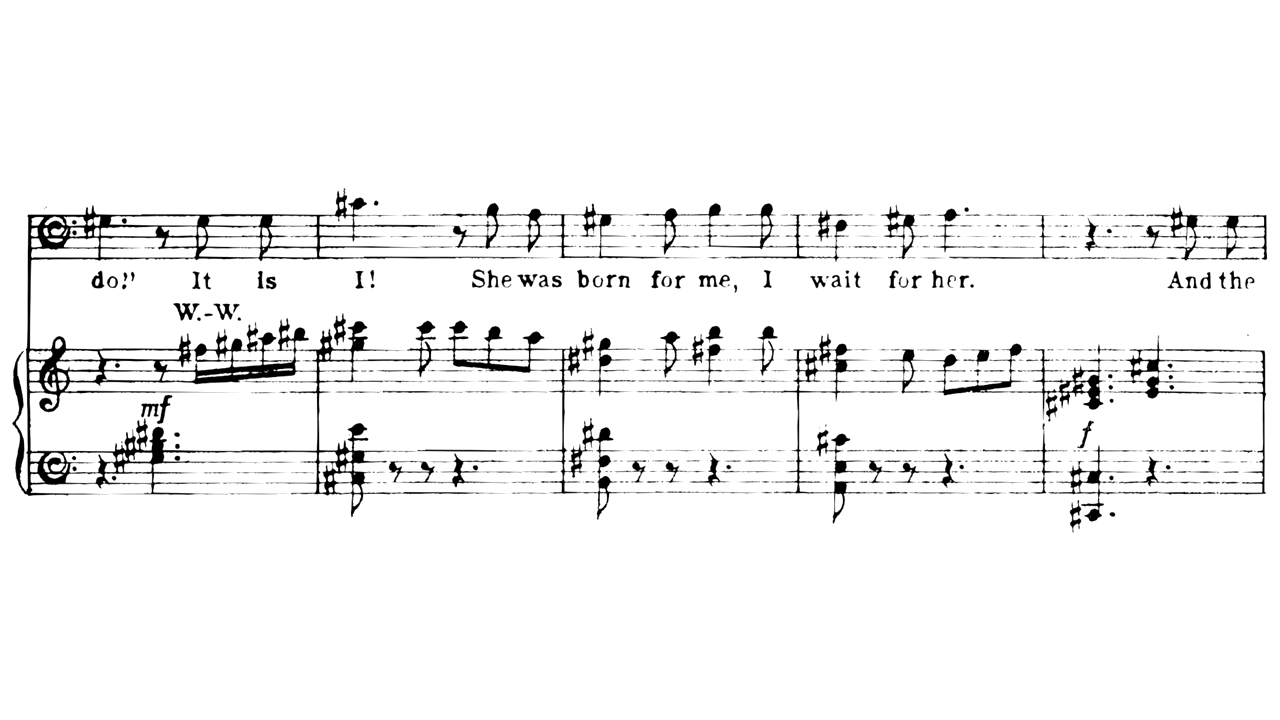 do?" It is I! She was born for me, I wait for her. And the
W.-W.
mf
f